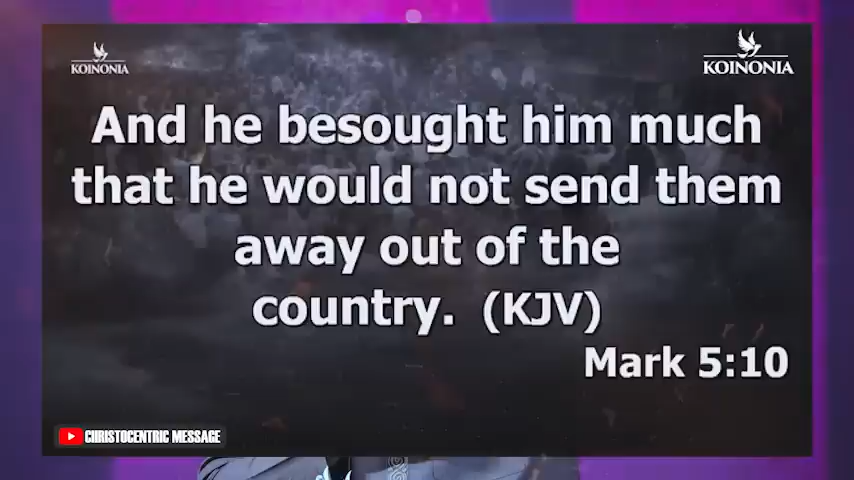 KOINONIA
KOINONIA
And he besought him much
that he would not send them
away out of the
country. (KJV)
Mark 5:10
CHRISTOCENTRIC MESSAGE